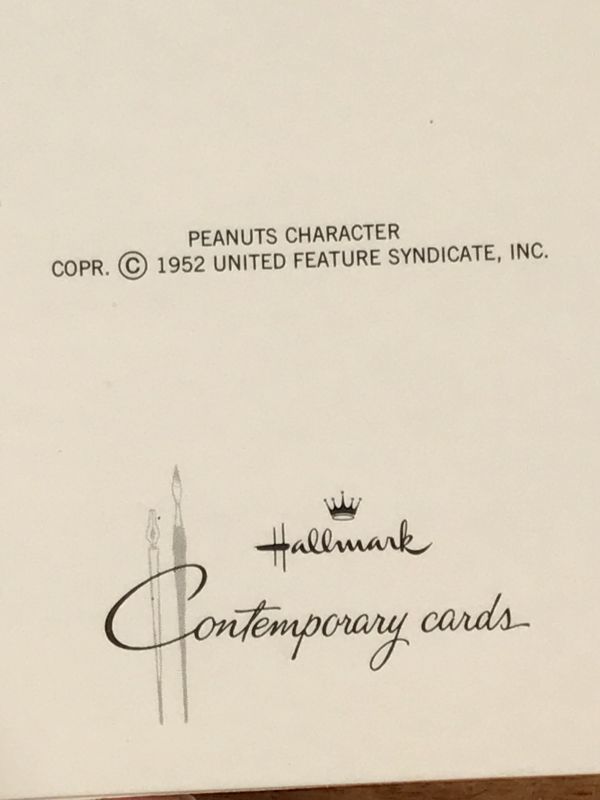 PEANUTS CHARACTER
COPR. © 1952 UNITED FEATURE SYNDICATE, INC.
Hallmark
Contemporary cards